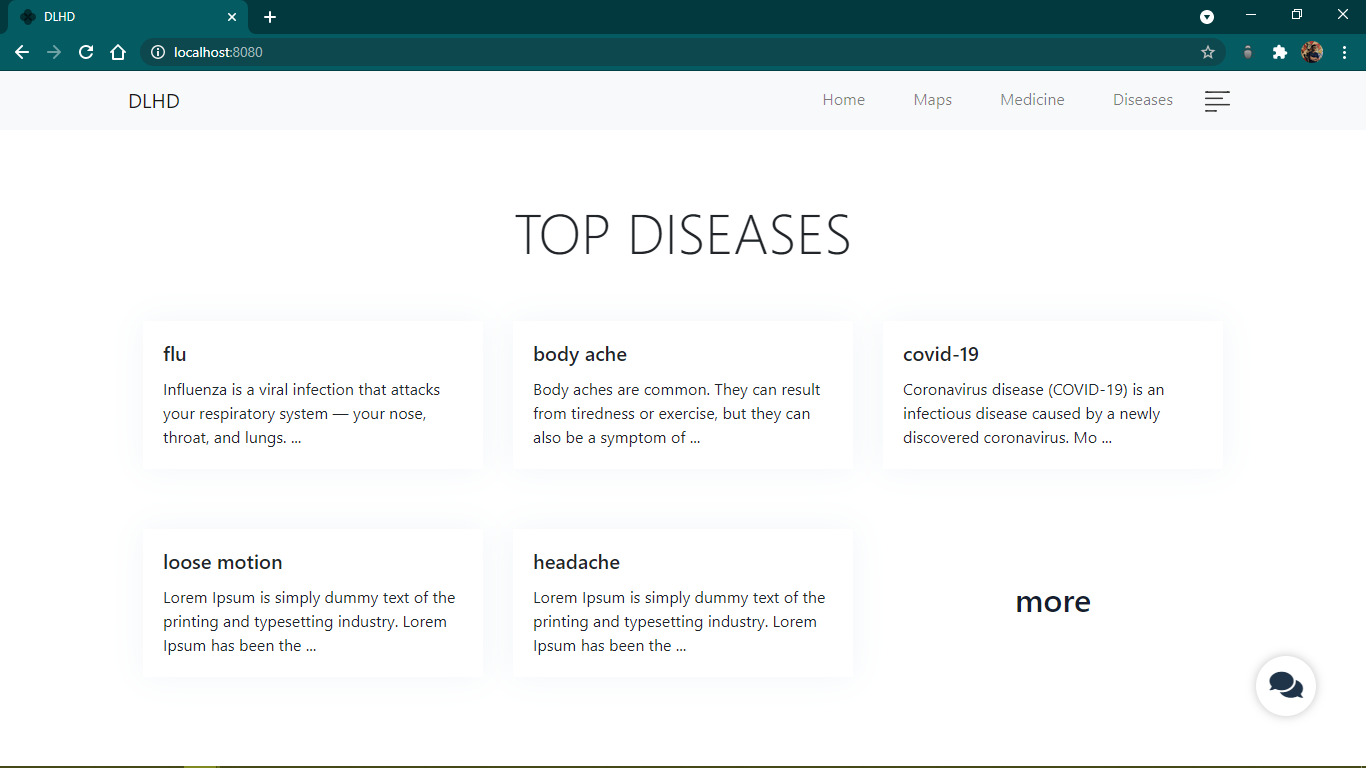 DLHD
localhost:8080
DLHD Home Maps Medicine Diseases
TOP DISEASES
flu
Influenza is a viral infection that attacks
your respiratory system — your nose,
throat, and lungs. ...
body ache
Body aches are common. They can result
from tiredness or exercise, but they can
also be a symptom of ...
covid-19
Coronavirus disease (COVID-19) is an
infectious disease caused by a newly
discovered coronavirus. Mo ...
loose motion
Lorem Ipsum is simply dummy text of the
printing and typesetting industry. Lorem
Ipsum has been the ...
headache
Lorem Ipsum is simply dummy text of the
printing and typesetting industry. Lorem
Ipsum has been the ...
more